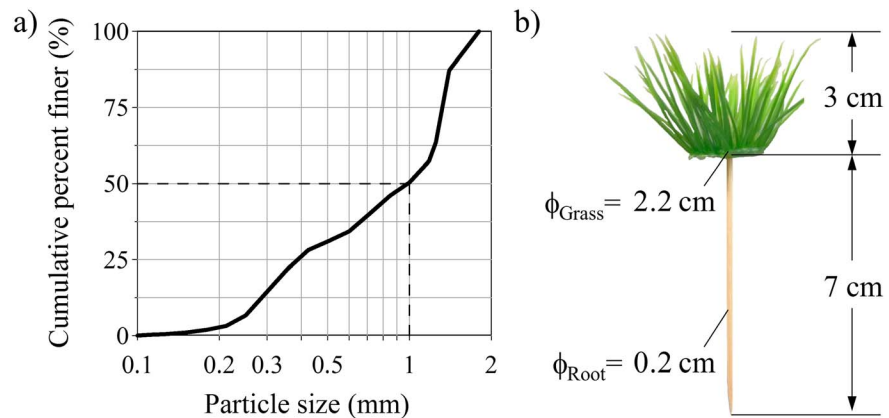 a)
Cumulative percent finer (%)
100
75
50
25
0
0.1
0.2
0.3
0.5
1
2
Particle size (mm)
b)
3 cm
ϕGrass= 2.2 cm
7 cm
ϕRoot= 0.2 cm